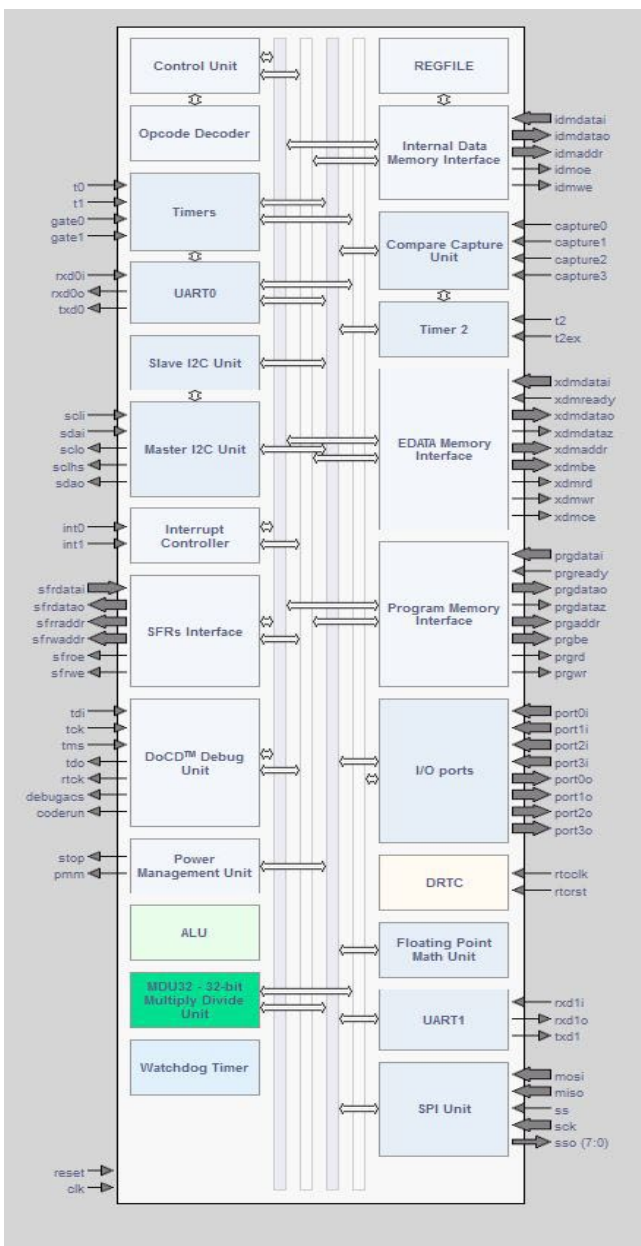 Control Unit
Opcode Decoder
t0
t1
gate0
gate1
Timers
rxd0i
rxd0o
txd0
UART0
Slave I2C Unit
scli
sdai
sclo
sclhs
sdao
Master I2C Unit
int0
int1
Interrupt
Controller
sfrdatai
sfrdatao
sfrraddr
sfrwaddr
sfroe
sfrwe
SFRs Interface
tdi
tck
tms
tdo
rtck
debugacs
coderun
DoCD™ Debug
Unit
stop
pmm
Power
Management Unit
ALU
MDU32 - 32-bit
Multiply Divide
Unit
Watchdog Timer
reset
clk
REGFILE
Internal Data
Memory Interface
idmdatai
idmdatao
idmaddr
idmoe
idmwe
Compare Capture
Unit
capture0
capture1
capture2
capture3
Timer 2
t2
t2ex
EDATA Memory
Interface
xdmdatai
xdmready
xdmdatao
xdmdataz
xdmaddr
xdmbe
xdmrd
xdmwr
xdmoe
Program Memory
Interface
prgdatai
prgready
prgdatao
prgdataz
prgaddr
prgbe
prgrd
prgwr
I/O ports
port0i
port1i
port2i
port3i
port0o
port1o
port2o
port3o
DRTC
rtcclk
rtcrst
Floating Point
Math Unit
UART1
rxd1i
rxd1o
txd1
SPI Unit
mosi
miso
ss
sck
sso (7:0)